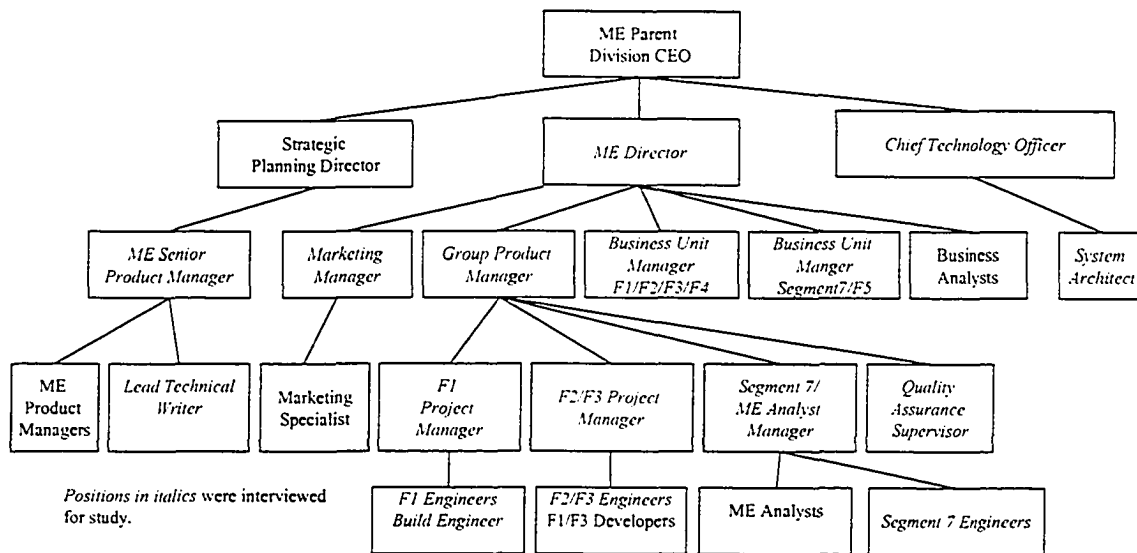 ME Parent
Division CEO
Strategic
Planning Director
ME Director
Chief Technology Officer
ME Senior
Product Manager
Marketing
Manager
Group Product
Manager
Business Unit
Manager
F1/F2/F3/F4
Business Unit
Manger
Segment7/F5
Business
Analysts
System
Architect
ME
Product
Managers
Lead Technical
Writer
Marketing
Specialist
F1
Project
Manager
F2/F3 Project
Manager
Segment 7/
ME Analyst
Manager
Quality
Assurance
Supervisor
Positions in italics were interviewed
for study.
F1 Engineers
Build Engineer
F2/F3 Engineers
F1/F3 Developers
ME Analysts
Segment 7 Engineers